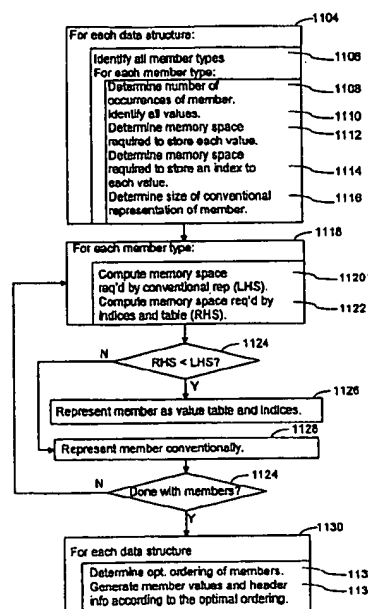 1104
For each data structure:
Identify all member types 1106
For each member type:
Determine number of 1108
occurrences of member.
Identify all values. 1110
Determine memory space 1112
required to store each value.
Determine memory space
required to store an index to 1114
each value.
Determine size of conventional 1116
representation of member.
1118
For each member type:
Compute memory space 1120
req'd by conventional rep (LHS).
Compute memory space req'd by 1122
indices and table (RHS).
1124
N RHS < LHS?
Y
1126
Represent member as value table and indices.
1128
Represent member conventionally.
1124
N Done with members?
Y
1130
For each data structure
Determine opt. ordering of members. 113
Generate member values and header 113
info according to the optimal ordering.